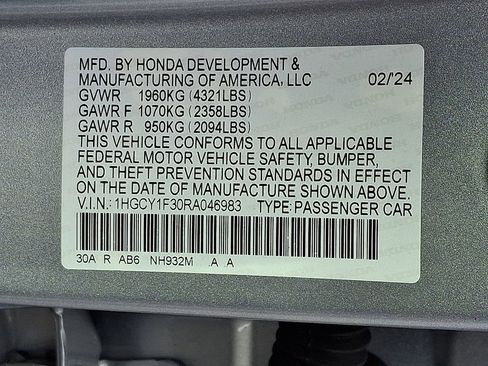 MFD. BY HONDA DEVELOPMENT &
MANUFACTURING OF AMERICA, LLC 02/24
GVWR 1960KG (4321LBS)
GAWR F 1070KG (2358LBS)
GAWR R 950KG (2094LBS)
THIS VEHICLE CONFORMS TO ALL APPLICABLE
FEDERAL MOTOR VEHICLE SAFETY, BUMPER,
AND THEFT PREVENTION STANDARDS IN EFFECT
ON THE DATE OF MANUFACTURE SHOWN ABOVE.
V.I.N.: 1HGCY1F30RA046983 TYPE: PASSENGER CAR
30A R AB6 NH932M .A A